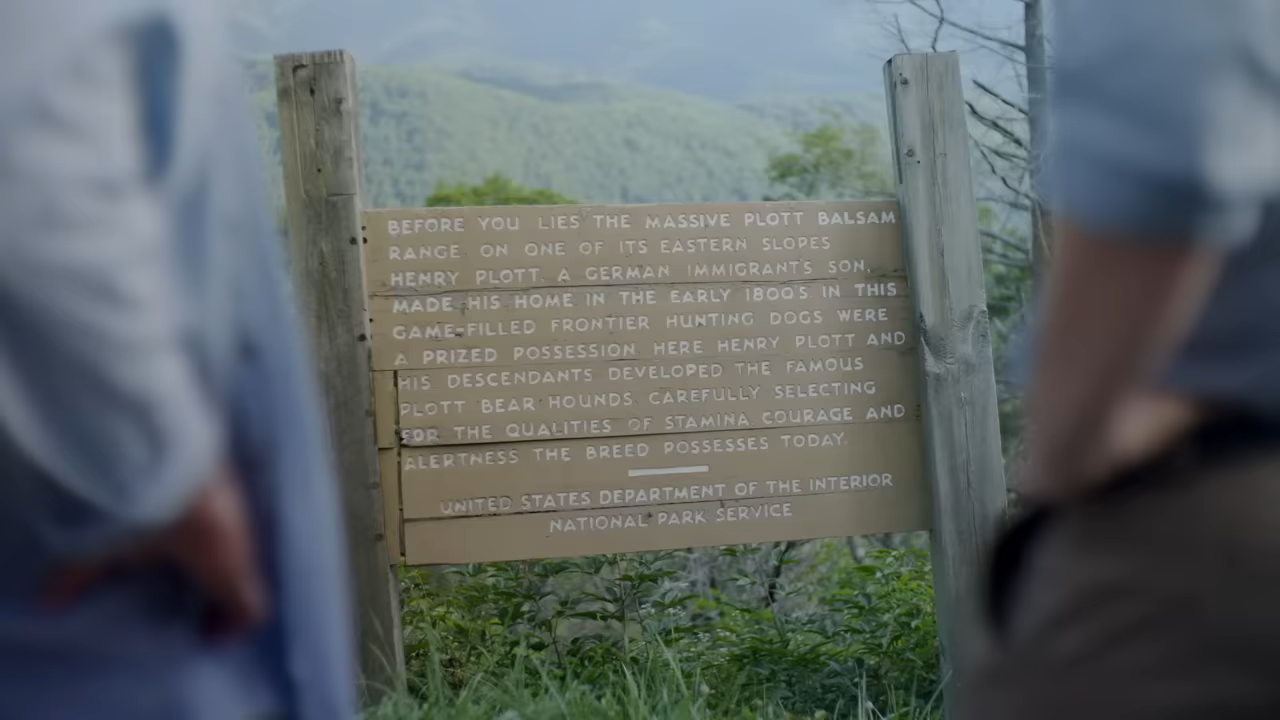 BEFORE YOU LIES THE MASSIVE PLOTT BALSAM
RANGE. ON ONE OF ITS EASTERN SLOPES
HENRY PLOTT. A GERMAN IMMIGRANT'S SON,
MADE HIS HOME IN THE EARLY 1800'S IN THIS
GAME-FILLED FRONTIER HUNTING DOGS WERE
A PRIZED POSSESSION. HERE HENRY PLOTT AND
HIS DESCENDANTS DEVELOPED THE FAMOUS
PLOTT BEAR HOUNDS. CAREFULLY SELECTING
FOR THE QUALITIES OF STAMINA, COURAGE AND
ALERTNESS THE BREED POSSESSES TODAY.
UNITED STATES DEPARTMENT OF THE INTERIOR
NATIONAL PARK SERVICE